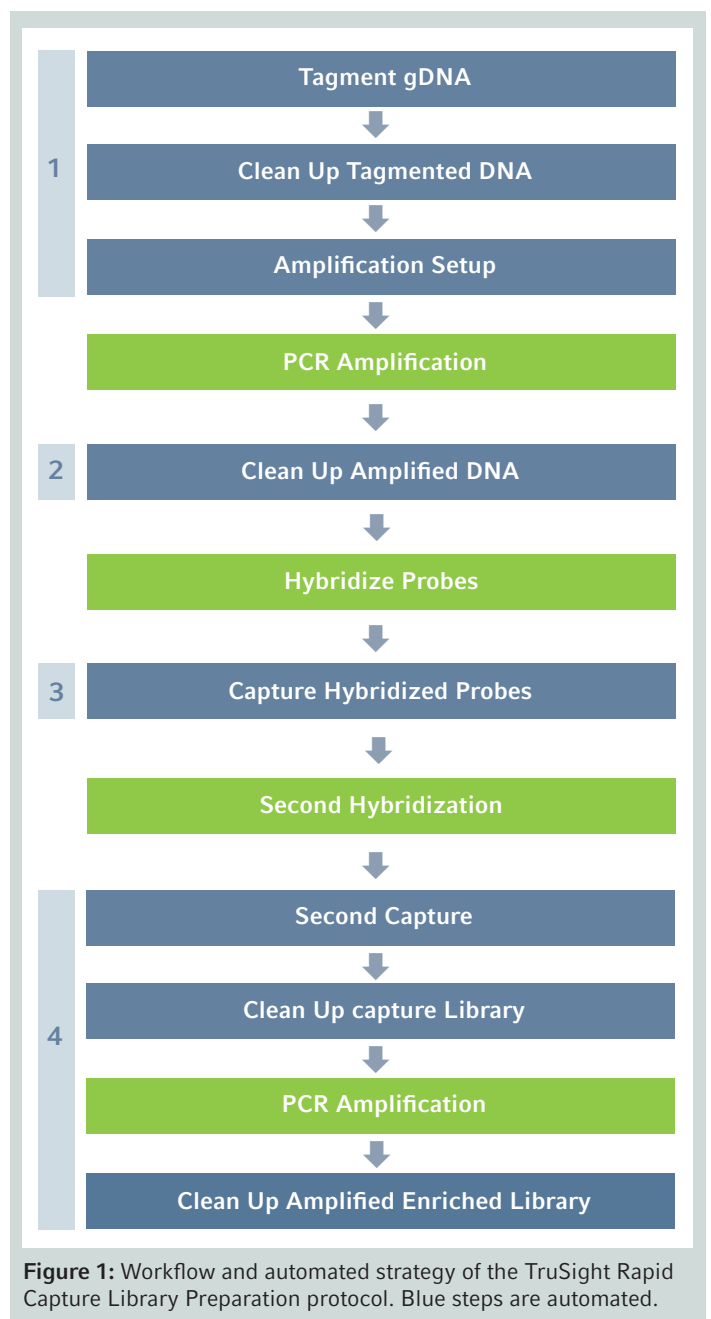 1
Tagment gDNA
Clean Up Tagmented DNA
Amplification Setup
PCR Amplification
2
Clean Up Amplified DNA
Hybridize Probes
3
Capture Hybridized Probes
Second Hybridization
4
Second Capture
Clean Up capture Library
PCR Amplification
Clean Up Amplified Enriched Library
Figure 1: Workflow and automated strategy of the TruSight Rapid
Capture Library Preparation protocol. Blue steps are automated.